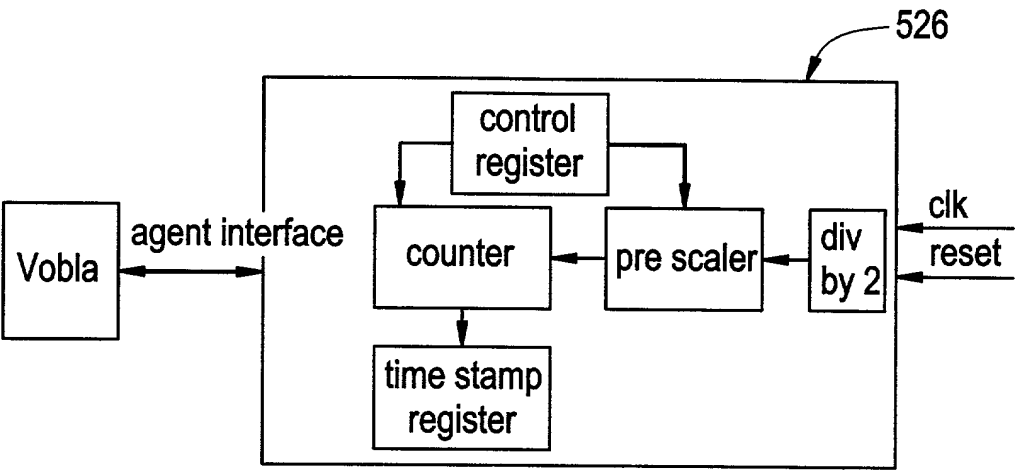 526
control
register
clk
agent interface
div
reset
Vobla
counter
pre scaler
by 2
time stamp
register